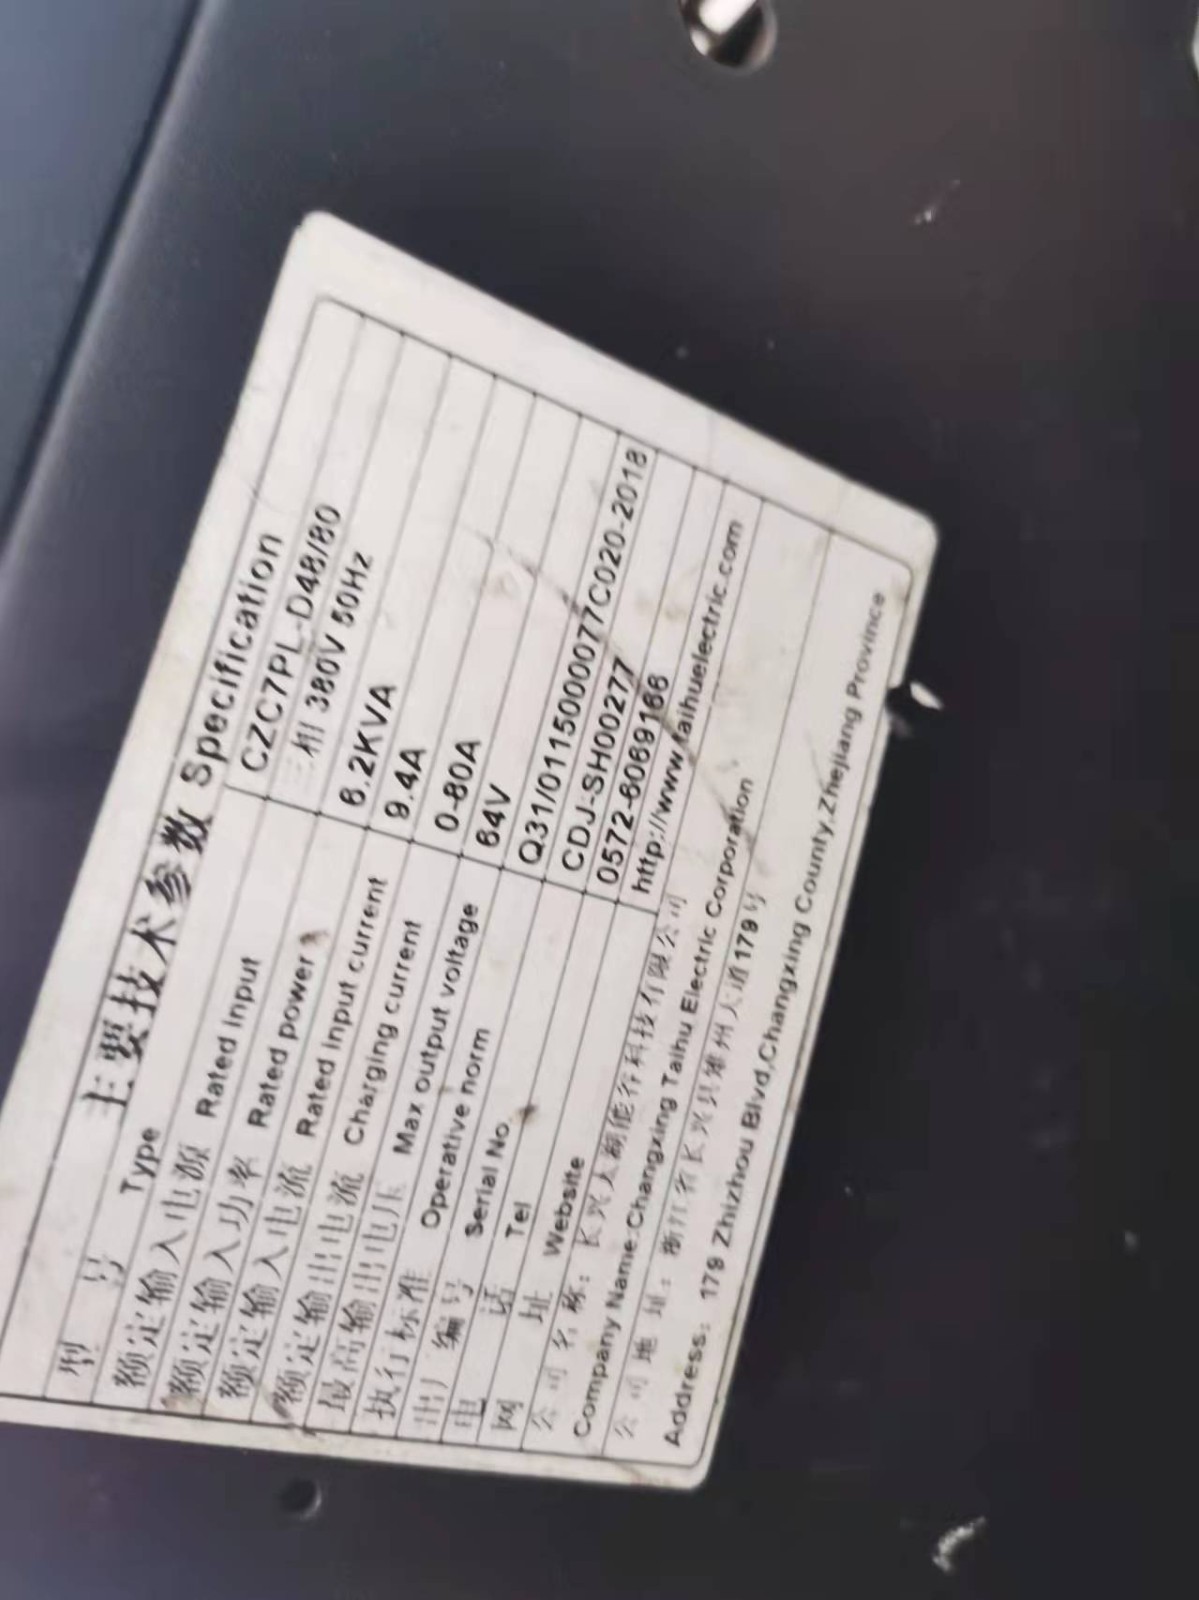 主要技术参数 Specification
型号 Type CZC7PL-D48/80
额定输入电源 Rated Input 三相 380V 50Hz
额定输入功率 Rated power 6.2KVA
额定输入电流 Rated Input current 9.4A
额定输出电流 Charging current 0-80A
最高输出电压 Max output voltage 64V
执行标准 Operative norm Q31/0115000077C020-2018
出厂编号 Serial No. CDJ-SH00277
电话 Tel 0572-6069166
网址 Website http://www.taihuelectric.com
公司名称：长兴太湖能谷科技有限公司
Company Name:Changxing Taihu Electric Corporation
公司地址：浙江省长兴县雉州大道179号
Address：179 Zhizhou Blvd,Changxing County,Zhejiang Province